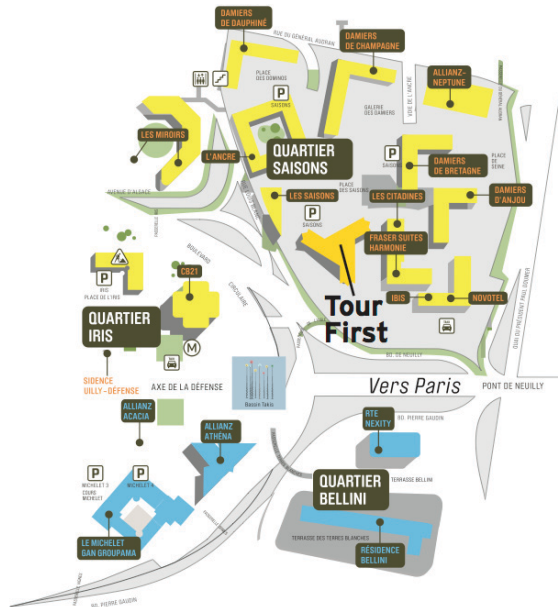 DAMIERS
DE DAUPHINÉ
RUE DU GÉNÉRAL AUDRAN
DAMIERS
DE CHAMPAGNE
VOIE DE L'ANCRE
ALLIANZ-
NEPTUNE
PLACE
DES DOMINOS
P
SAISONS
GALERIE
DES DAMIERS
LES MIROIRS
L'ANCRE
QUARTIER
SAISONS
P
SAISONS
DAMIERS
DE BRETAGNE
PLACE
DE SEINE
AVENUE D'ALSACE
LES SAISONS
PLACE
DES SAISONS
LES CITADINES
DAMIERS
D'ANJOU
P
SAISONS
FRASER SUITES
HARMONIE
BOULEVARD
CIRCULAIRE
CB21
P
IRIS
PLACE DE L'IRIS
QUARTIER
IRIS
M
Tour
First
IBIS
NOVOTEL
QUAI DU PRÉSIDENT PAUL DOUMER
BD. DE NEUILLY
SIDENCE
UILLY-DÉFENSE
AXE DE LA DÉFENSE
Bassin Takis
Vers Paris
PONT DE NEUILLY
ALLIANZ
ACACIA
ALLIANZ
ATHÉNA
RTE
NEXITY
BD. PIERRE GAUDIN
P
MICHELET 3
COURS
MICHELET
P
QUARTIER
BELLINI
TERRASSE BELLINI
LE MICHELET
GAN GROUPAMA
TERRASSE DES TERRES BLANCHES
RÉSIDENCE
BELLINI
BD. PIERRE GAUDIN